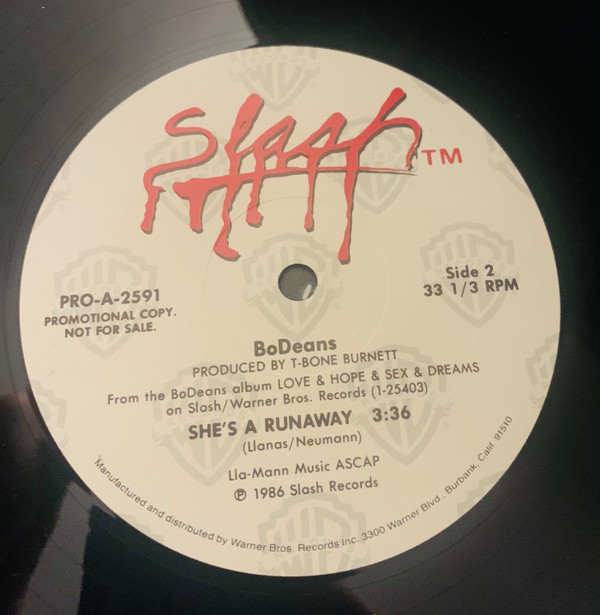 Slash TM
PRO-A-2591
PROMOTIONAL COPY.
NOT FOR SALE.
Side 2
33 1/3 RPM
BoDeans
PRODUCED BY T-BONE BURNETT
From the BoDeans album LOVE & HOPE & SEX & DREAMS
on Slash/Warner Bros. Records (1-25403)
SHE'S A RUNAWAY 3:36
(Llanas/Neumann)
Lla-Mann Music ASCAP
℗ 1986 Slash Records
Manufactured and distributed by Warner Bros. Records Inc. 3300 Warner Blvd., Burbank, Calif. 91510